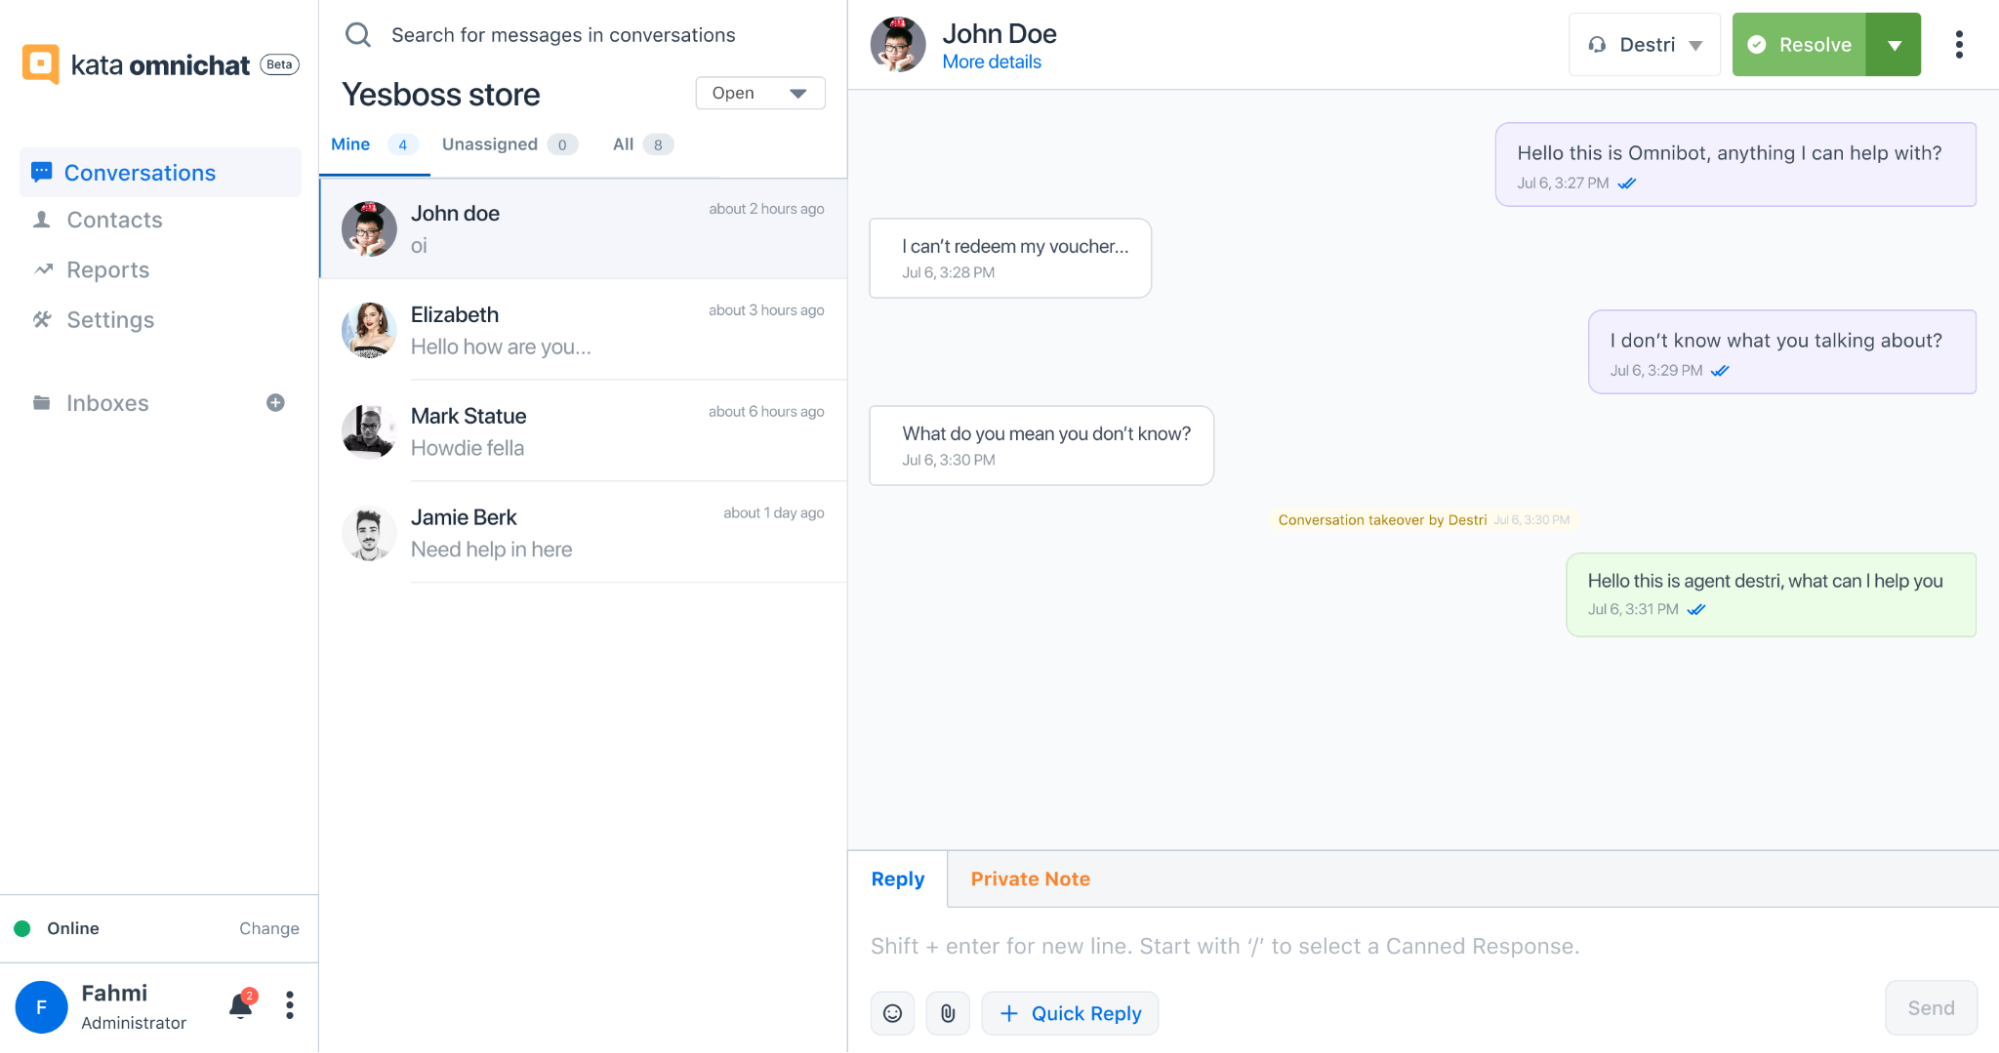 kata omnichat Beta
Conversations
Contacts
Reports
Settings
Inboxes
Online Change
F
Fahmi
Administrator
2
Search for messages in conversations
Yesboss store
Open
Mine 4 Unassigned 0 All 8
John doe about 2 hours ago
oi
Elizabeth about 3 hours ago
Hello how are you...
Mark Statue about 6 hours ago
Howdie fella
Jamie Berk about 1 day ago
Need help in here
John Doe
More details
Destri
Resolve
Hello this is Omnibot, anything I can help with?
Jul 6, 3:27 PM
I can’t redeem my voucher...
Jul 6, 3:28 PM
I don’t know what you talking about?
Jul 6, 3:29 PM
What do you mean you don’t know?
Jul 6, 3:30 PM
Conversation takeover by Destri Jul 6, 3:30 PM
Hello this is agent destri, what can I help you
Jul 6, 3:31 PM
Reply Private Note
Shift + enter for new line. Start with ‘/’ to select a Canned Response.
+ Quick Reply
Send